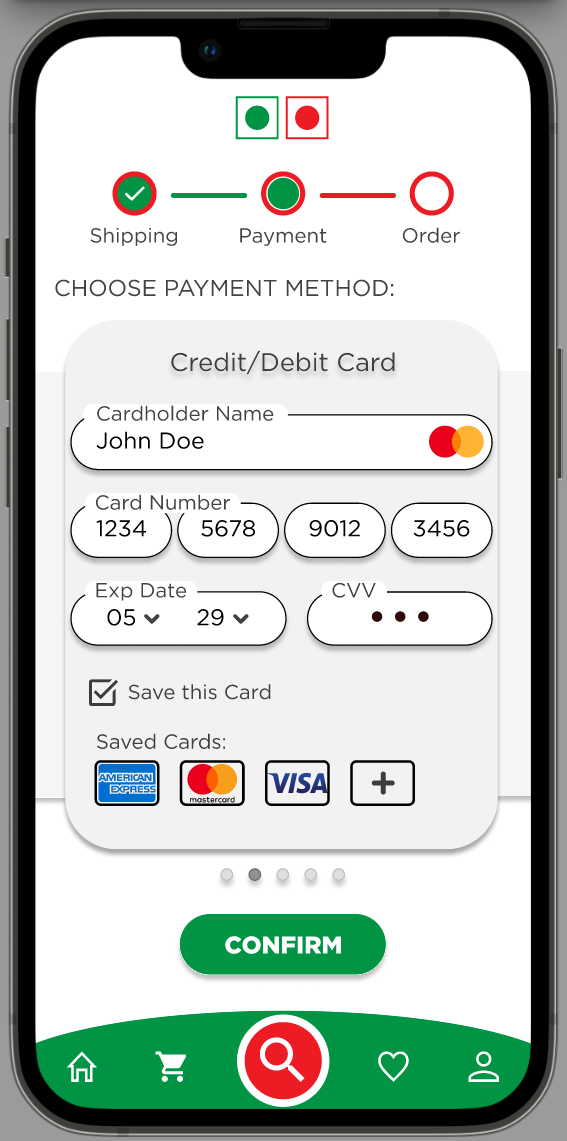 Shipping Payment Order
CHOOSE PAYMENT METHOD:
Credit/Debit Card
Cardholder Name
John Doe
Card Number
1234 5678 9012 3456
Exp Date CVV
05 29
Save this Card
Saved Cards:
AMERICAN
EXPRESS
mastercard
VISA
CONFIRM